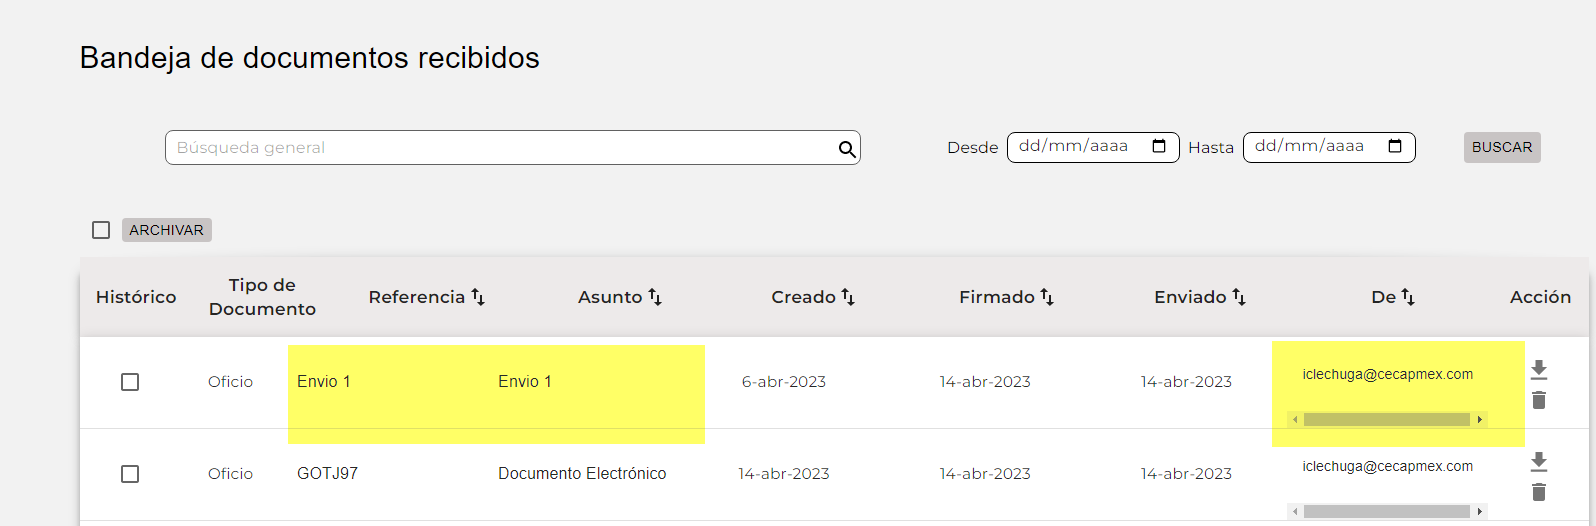 Bandeja de documentos recibidos
Búsqueda general Desde dd/mm/aaaa Hasta dd/mm/aaaa BUSCAR
ARCHIVAR
Histórico Tipo de Documento Referencia Asunto Creado Firmado Enviado De Acción
Oficio Envio 1 Envio 1 6-abr-2023 14-abr-2023 14-abr-2023 iclechuga@cecapmex.com
Oficio GOTJ97 Documento Electrónico 14-abr-2023 14-abr-2023 14-abr-2023 iclechuga@cecapmex.com